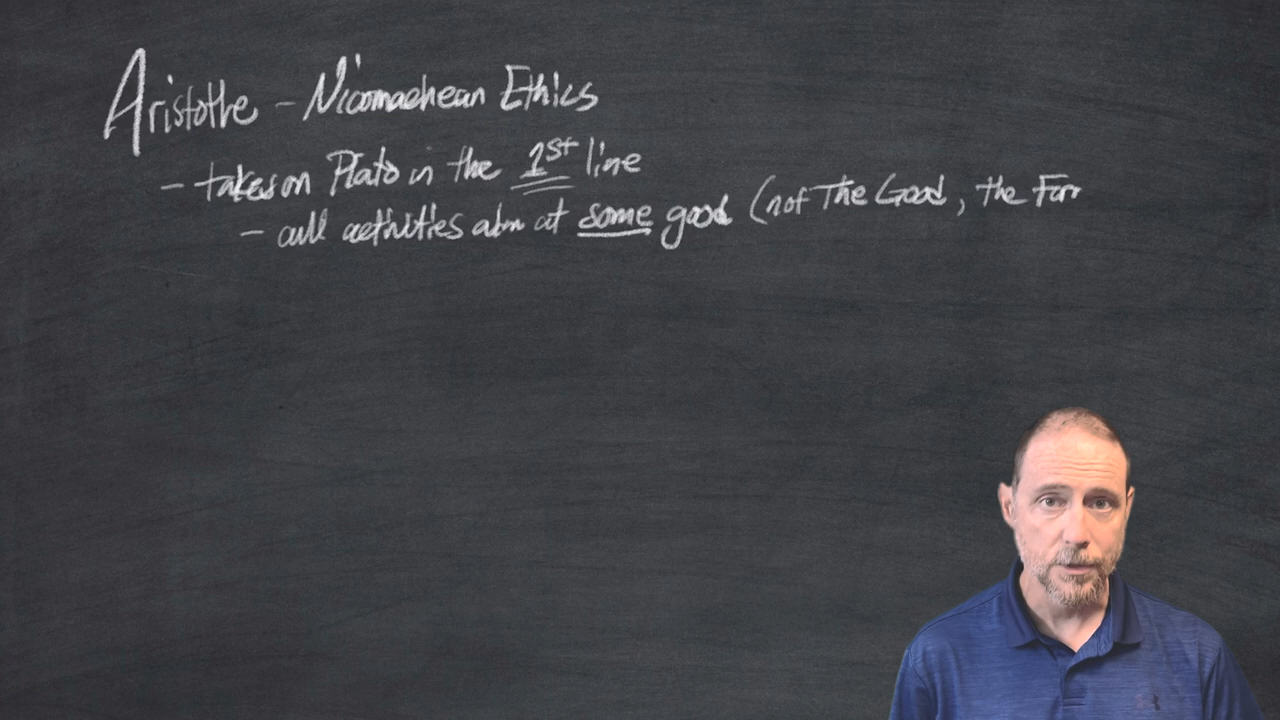 Aristotle - Nicomachean Ethics
- takes on Plato in the 1st line
- all activities aim at some good (not The Good, the For